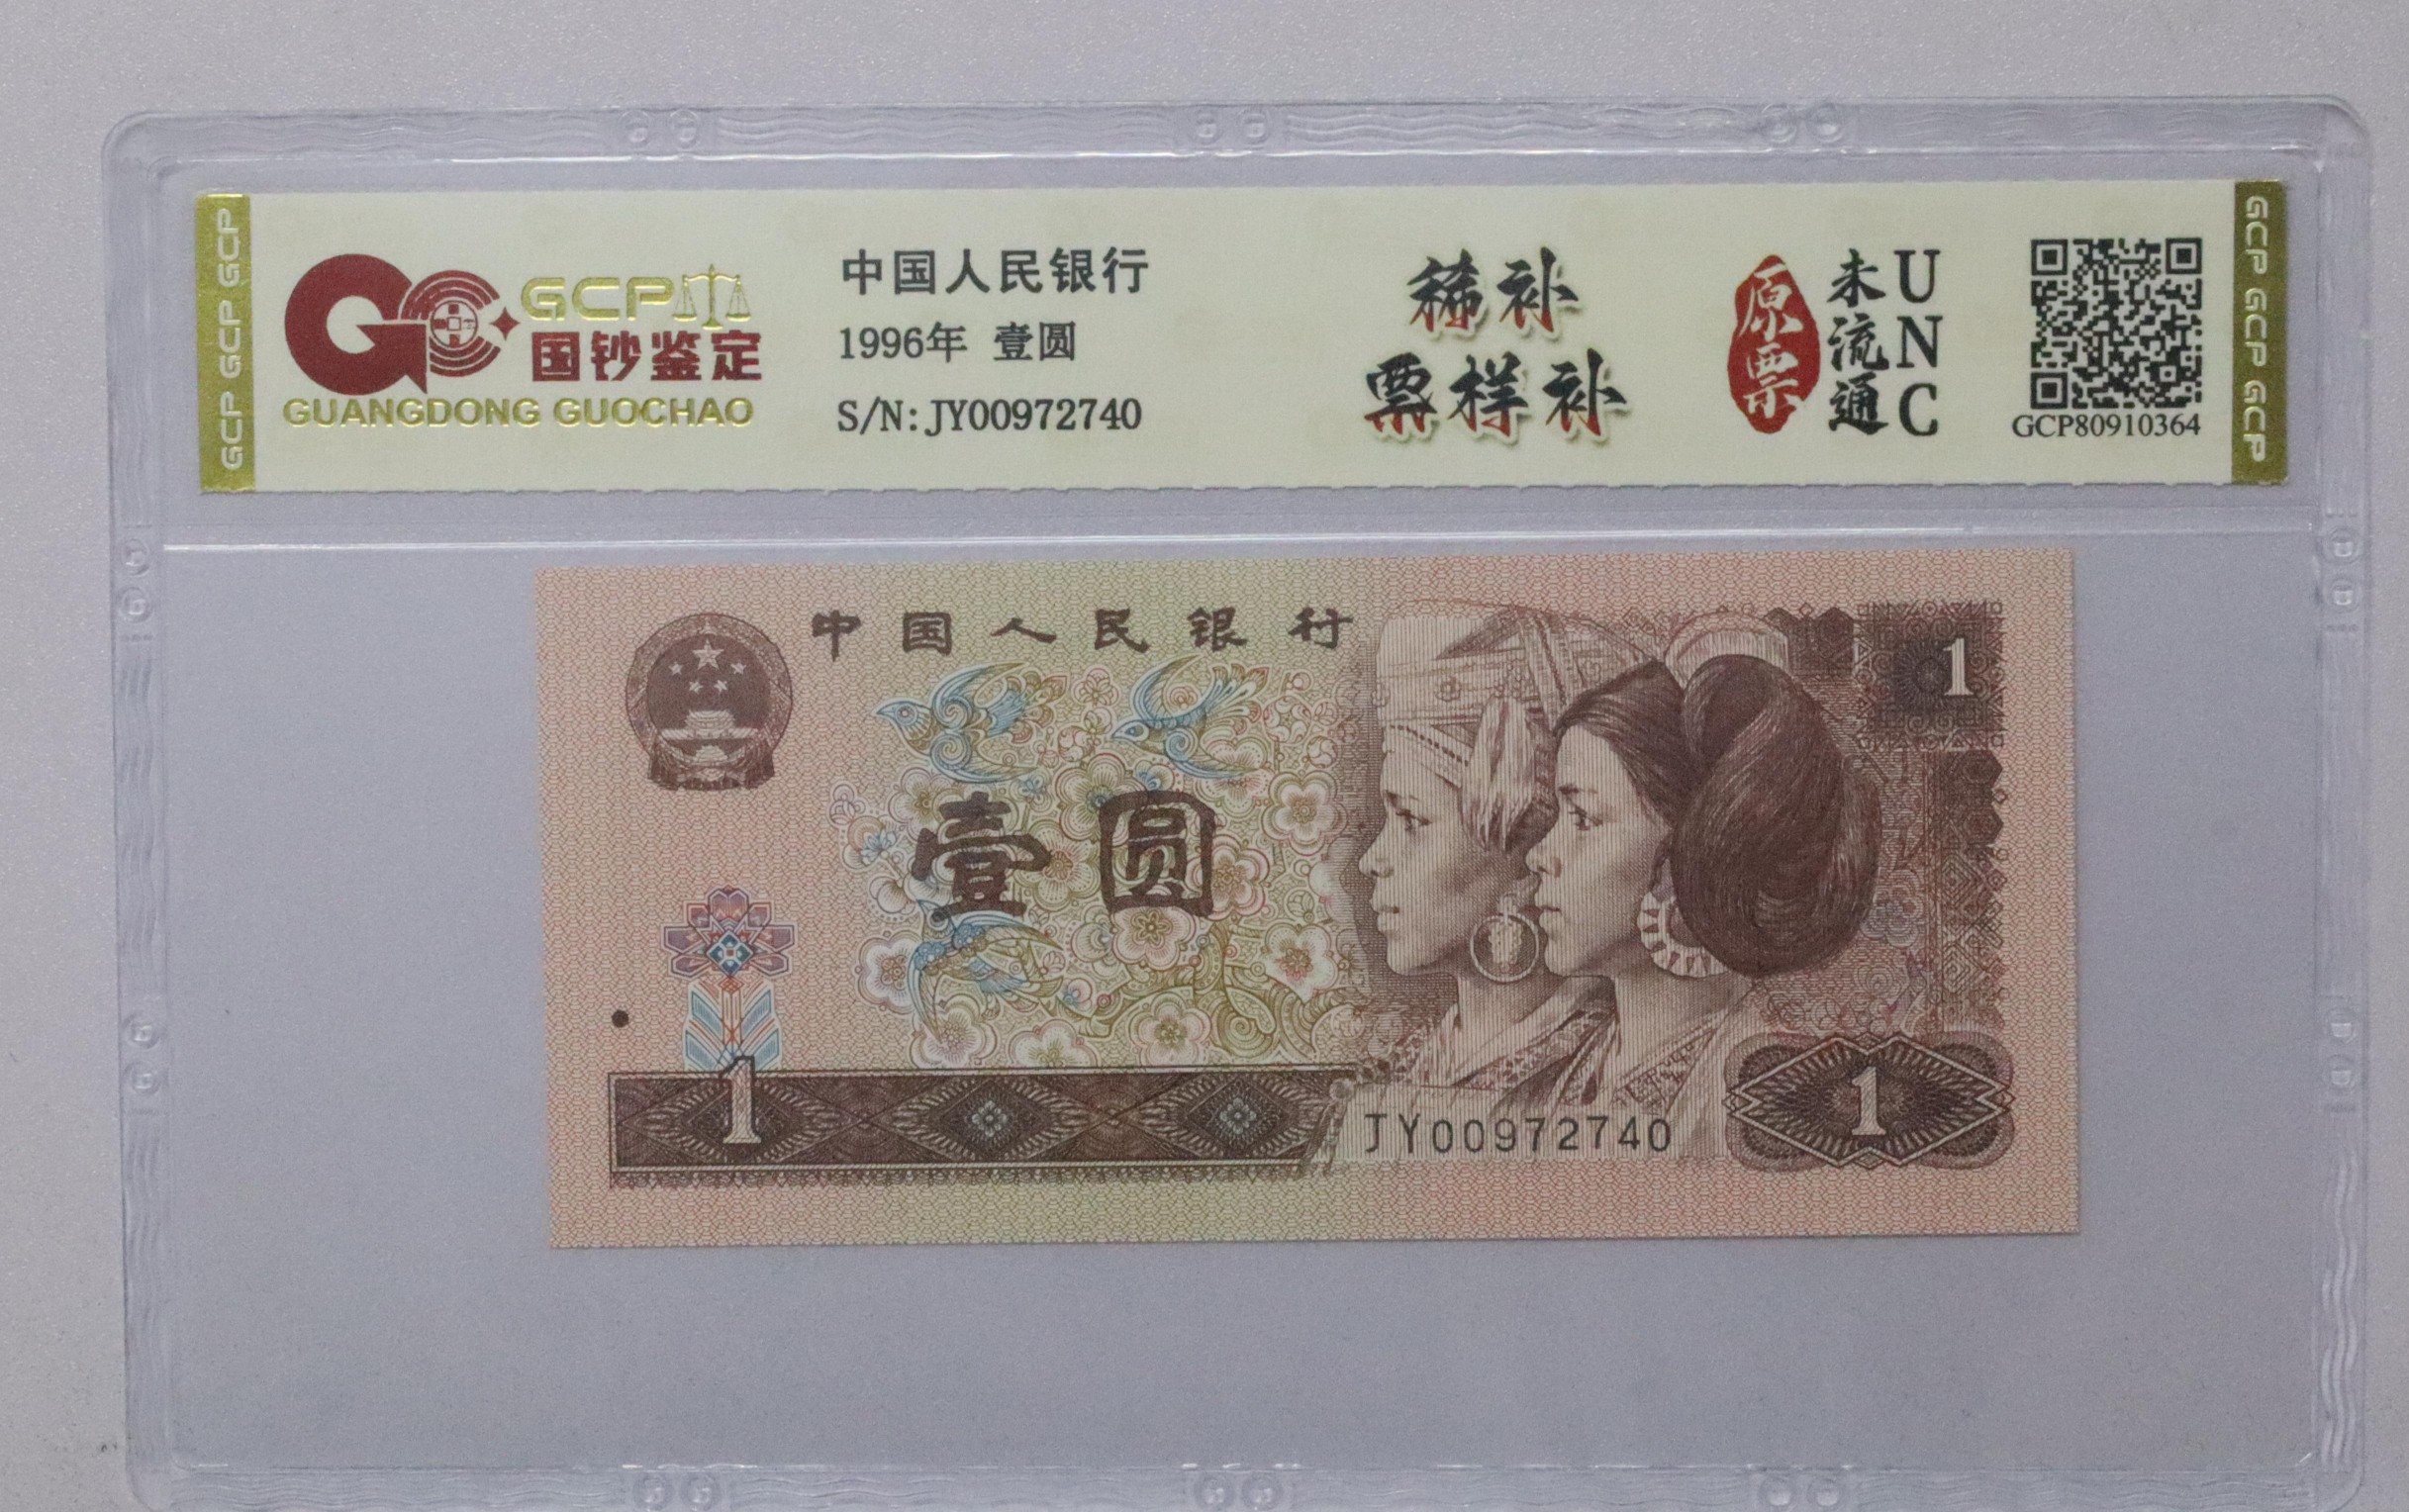 GCP GCP GCP
GCP
国钞鉴定
GUANGDONG GUOCHAO
中国人民银行
1996年 壹圆
S/N: JY00972740
稀补
票样补
原票
未流通
UNC
GCP80910364
GCP GCP GCP
中国人民银行
1
壹圆
1
JY00972740
1